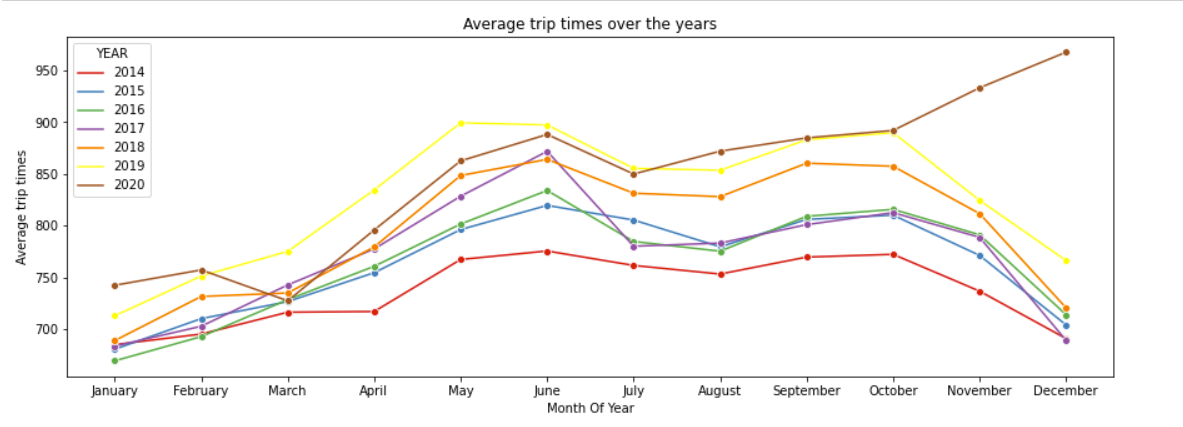 Average trip times over the years
YEAR
2014
2015
2016
2017
2018
2019
2020
Average trip times
950
900
850
800
750
700
January February March April May June July August September October November December
Month Of Year